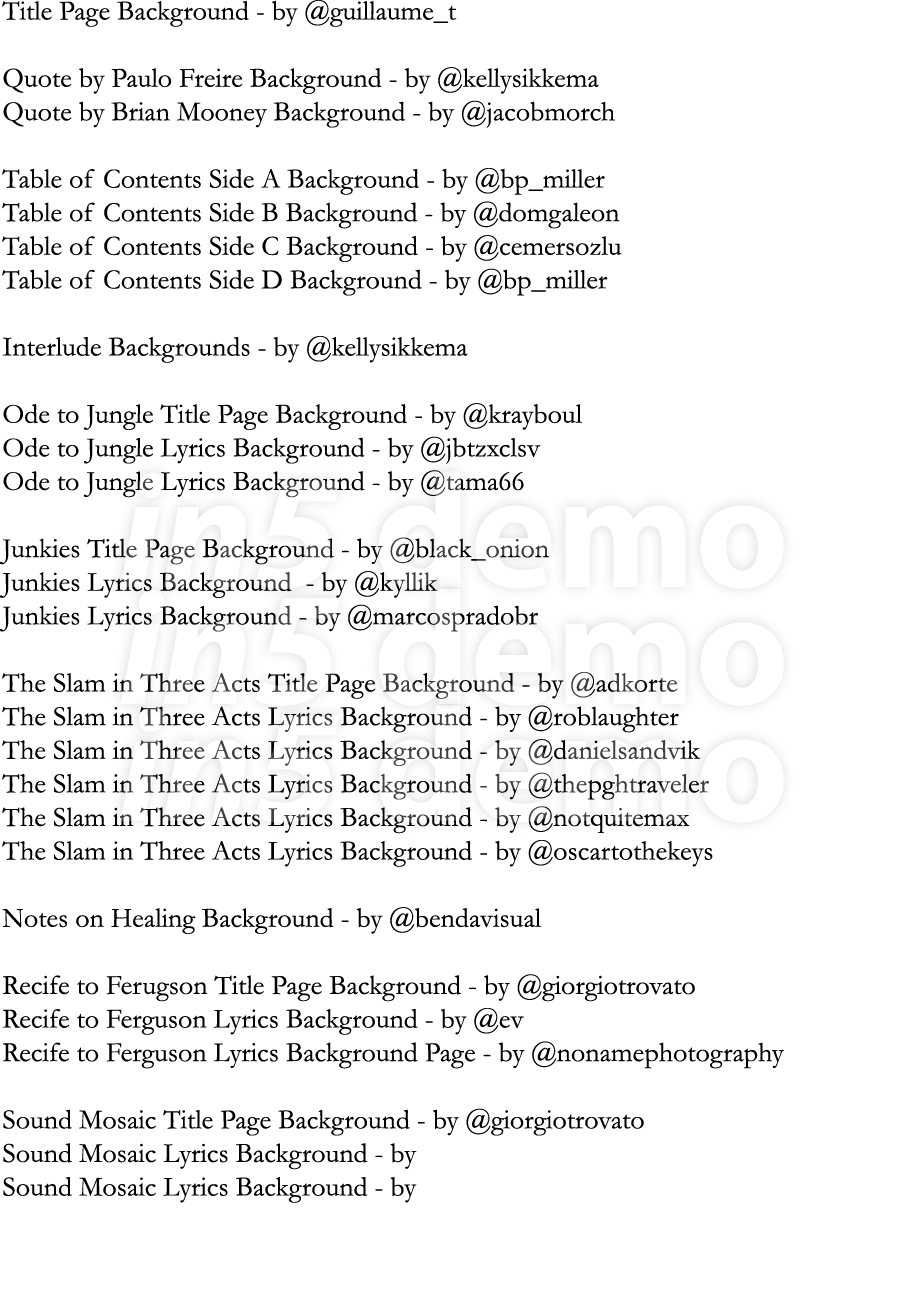 Title Page Background - by @guillaume_t
Quote by Paulo Freire Background - by @kellysikkema
Quote by Brian Mooney Background - by @jacobmorch
Table of Contents Side A Background - by @bp_miller
Table of Contents Side B Background - by @domgaleon
Table of Contents Side C Background - by @cemersozlu
Table of Contents Side D Background - by @bp_miller
Interlude Backgrounds - by @kellysikkema
Ode to Jungle Title Page Background - by @krayboul
Ode to Jungle Lyrics Background - by @jbtzxclsv
Ode to Jungle Lyrics Background - by @tama66
Junkies Title Page Background - by @black_onion
Junkies Lyrics Background  - by @kyllik
Junkies Lyrics Background - by @marcospradobr
The Slam in Three Acts Title Page Background - by @adkorte
The Slam in Three Acts Lyrics Background - by @roblaughter
The Slam in Three Acts Lyrics Background - by @danielsandvik
The Slam in Three Acts Lyrics Background - by @thepghtraveler
The Slam in Three Acts Lyrics Background - by @notquitemax
The Slam in Three Acts Lyrics Background - by @oscartothekeys
Notes on Healing Background - by @bendavisual
Recife to Ferugson Title Page Background - by @giorgiotrovato
Recife to Ferguson Lyrics Background - by @ev
Recife to Ferguson Lyrics Background Page - by @nonamephotography
Sound Mosaic Title Page Background - by @giorgiotrovato
Sound Mosaic Lyrics Background - by
Sound Mosaic Lyrics Background - by
in5 demo
in5 demo
in5 demo